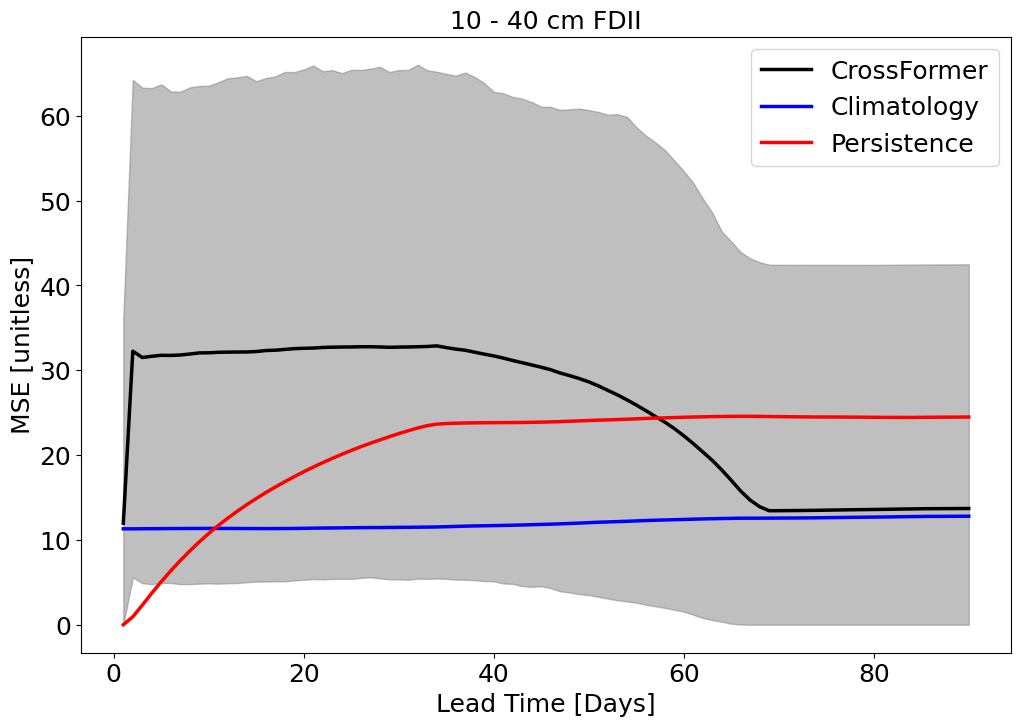 10 - 40 cm FDII
CrossFormer
Climatology
Persistence
MSE [unitless]
60
50
40
30
20
10
0
0 20 40 60 80
Lead Time [Days]